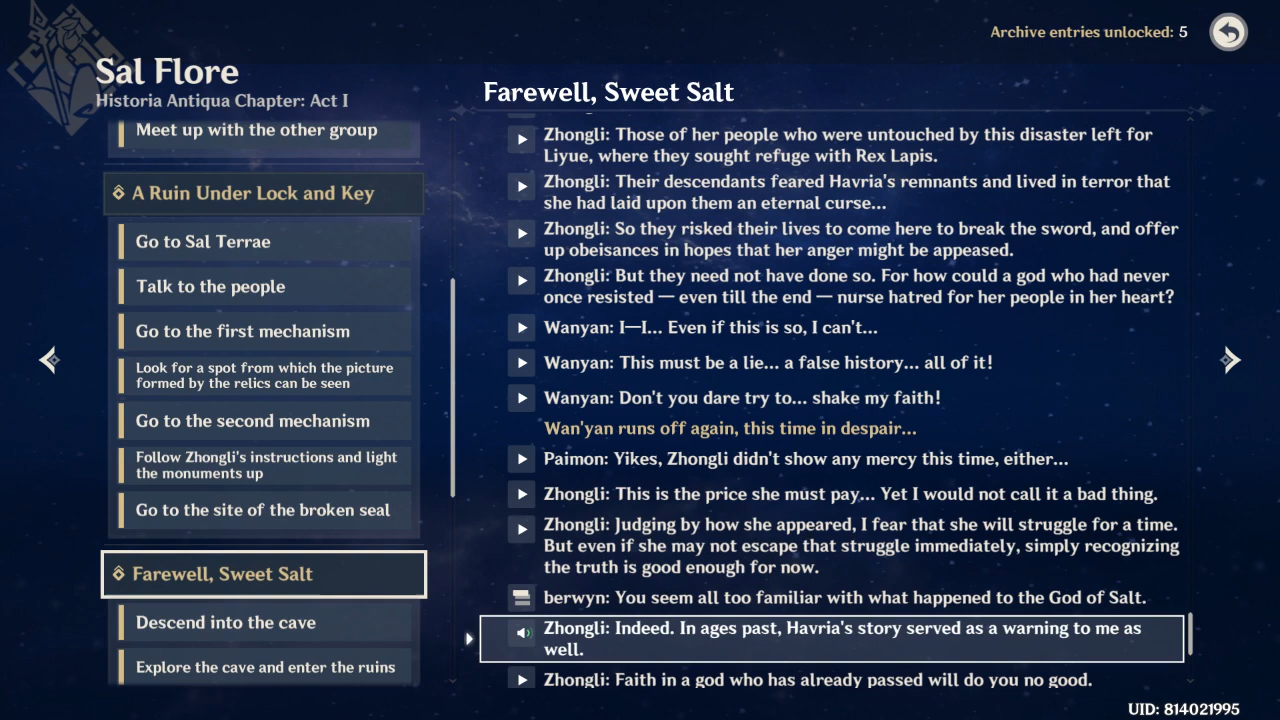 Archive entries unlocked: 5
Sal Flore
Historia Antiqua Chapter: Act I
Meet up with the other group
A Ruin Under Lock and Key
Go to Sal Terrae
Talk to the people
Go to the first mechanism
Look for a spot from which the picture
formed by the relics can be seen
Go to the second mechanism
Follow Zhongli's instructions and light
the monuments up
Go to the site of the broken seal
Farewell, Sweet Salt
Descend into the cave
Explore the cave and enter the ruins
Farewell, Sweet Salt
Zhongli: Those of her people who were untouched by this disaster left for
Liyue, where they sought refuge with Rex Lapis.
Zhongli: Their descendants feared Havria's remnants and lived in terror that
she had laid upon them an eternal curse...
Zhongli: So they risked their lives to come here to break the sword, and offer
up obeisances in hopes that her anger might be appeased.
Zhongli: But they need not have done so. For how could a god who had never
once resisted — even till the end — nurse hatred for her people in her heart?
Wanyan: I—I... Even if this is so, I can't...
Wanyan: This must be a lie... a false history... all of it!
Wanyan: Don't you dare try to... shake my faith!
Wan'yan runs off again, this time in despair...
Paimon: Yikes, Zhongli didn't show any mercy this time, either...
Zhongli: This is the price she must pay... Yet I would not call it a bad thing.
Zhongli: Judging by how she appeared, I fear that she will struggle for a time.
But even if she may not escape that struggle immediately, simply recognizing
the truth is good enough for now.
berwyn: You seem all too familiar with what happened to the God of Salt.
Zhongli: Indeed. In ages past, Havria's story served as a warning to me as
well.
Zhongli: Faith in a god who has already passed will do you no good.
UID: 814021995